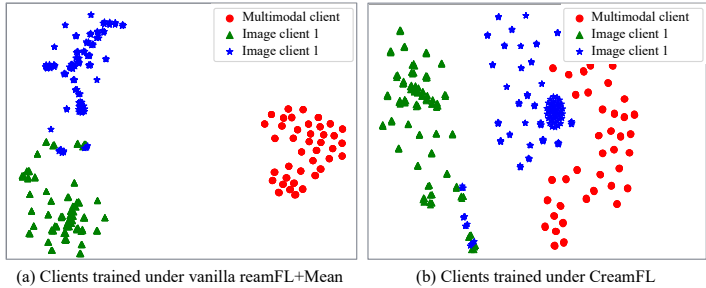 Multimodal client
Image client 1
Image client 1
Multimodal client
Image client 1
Image client 1
(a) Clients trained under vanilla reamFL+Mean
(b) Clients trained under CreamFL